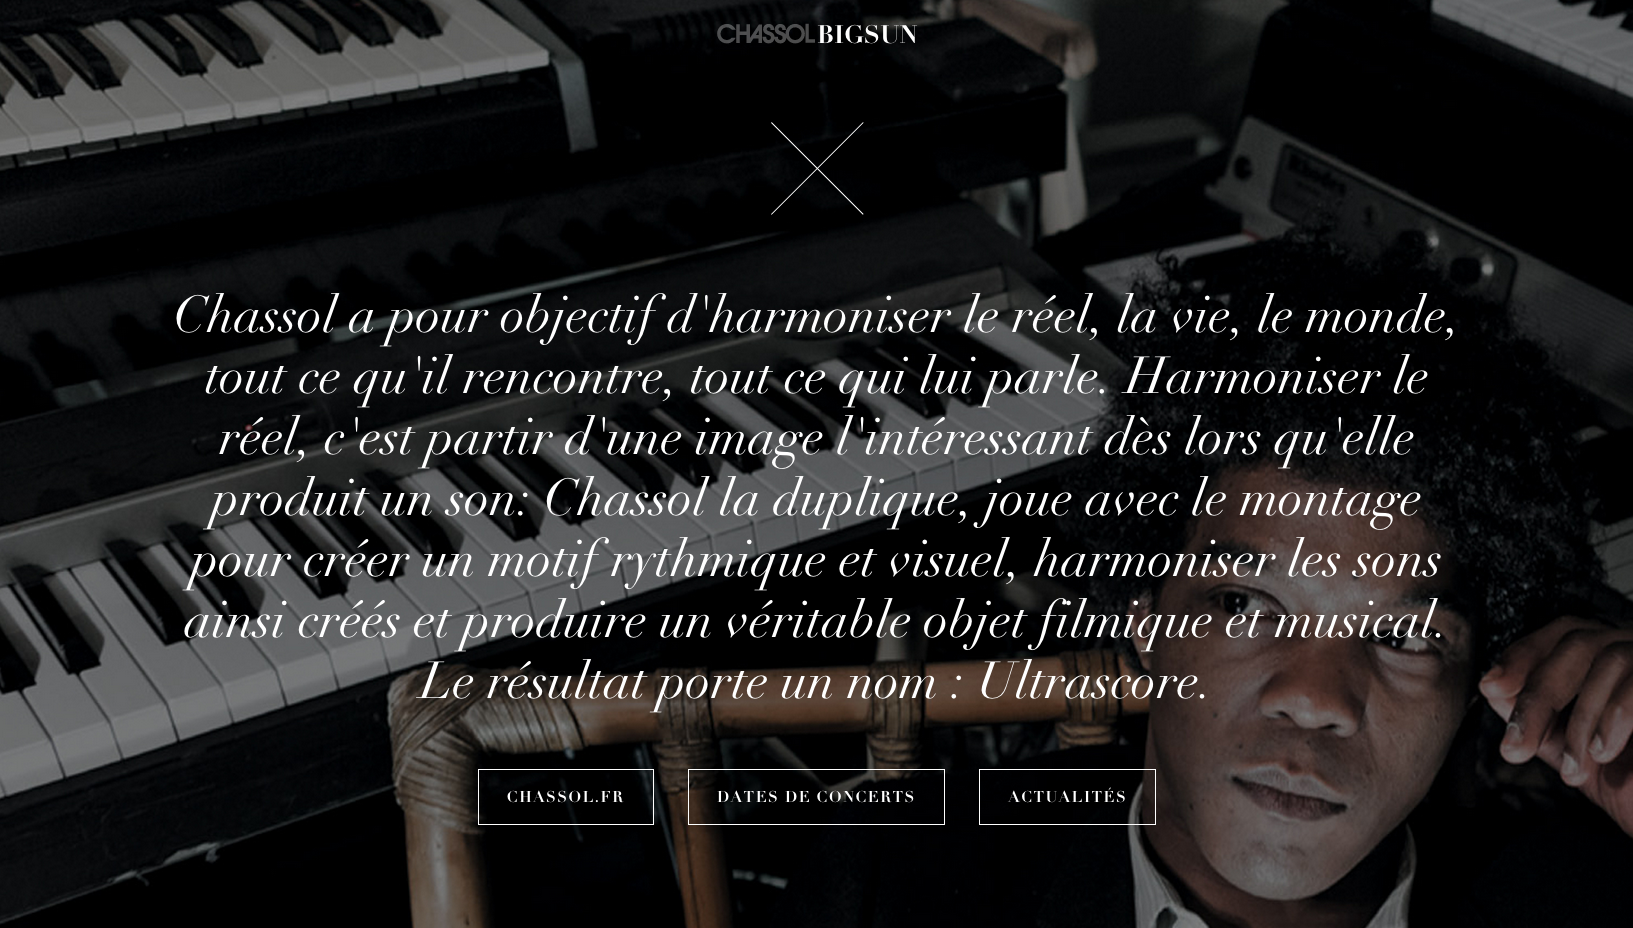 CHASSOL BIGSUN
Chassol a pour objectif d'harmoniser le réel, la vie, le monde,
tout ce qu'il rencontre, tout ce qui lui parle. Harmoniser le
réel, c'est partir d'une image l'intéressant dès lors qu'elle
produit un son: Chassol la duplique, joue avec le montage
pour créer un motif rythmique et visuel, harmoniser les sons
ainsi créés et produire un véritable objet filmique et musical.
Le résultat porte un nom : Ultrascore.
CHASSOL.FR DATES DE CONCERTS ACTUALITÉS